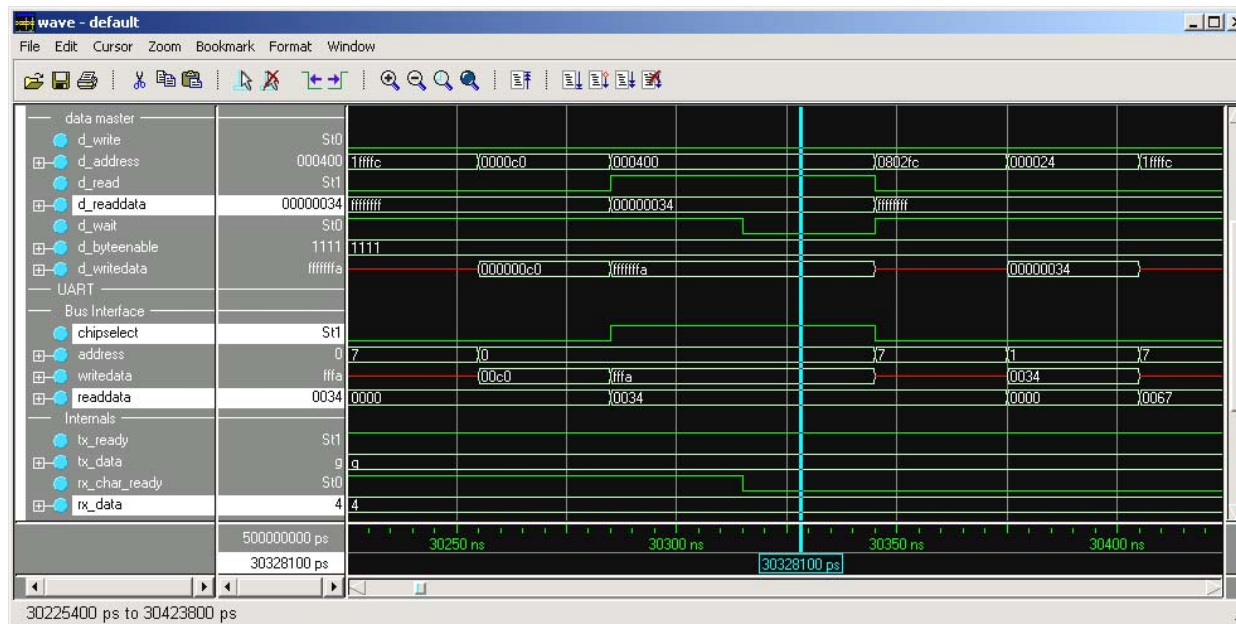 wave - default
File Edit Cursor Zoom Bookmark Format Window
data master
d_write St0
d_address 000400 1ffffc 0000c0 000400 0802fc 000024 1ffffc
d_read St1
d_readdata 00000034 ffffffff 00000034 ffffffff
d_wait St0
d_byteenable 1111 1111
d_writedata fffffffa 000000c0 fffffffa 00000034
UART
Bus Interface
chipselect St1
address 0 7 0 7 1 7
writedata fffa 00c0 fffa 0034
readdata 0034 0000 0034 0000 0067
Internals
tx_ready St1
tx_data g g
rx_char_ready St0
rx_data 4 4
500000000 ps 30250 ns 30300 ns 30350 ns 30400 ns
30328100 ps 30328100 ps
30225400 ps to 30423800 ps